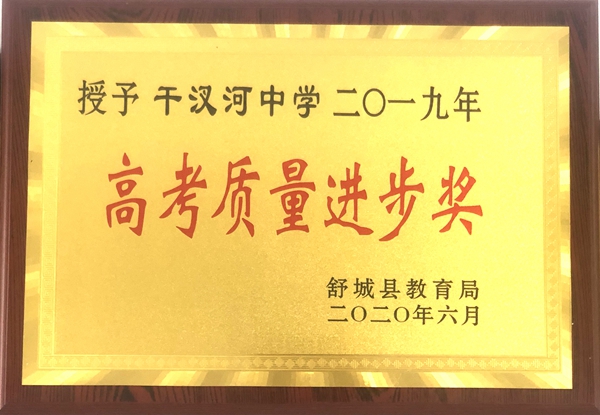 授予 干汊河中学 二〇一九年
高考质量进步奖
舒城县教育局
二〇二〇年六月